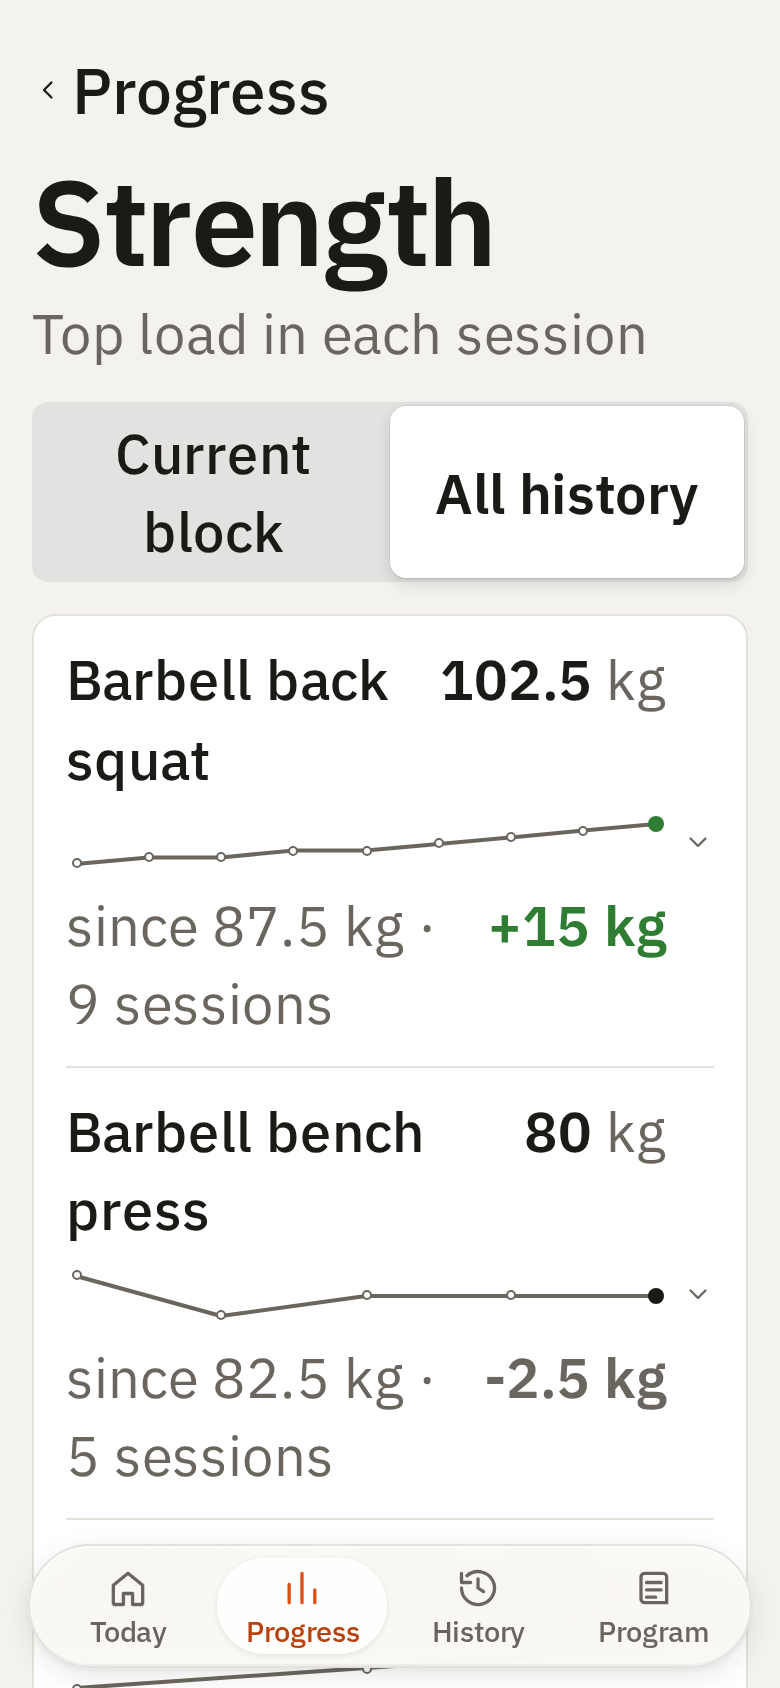 Progress
Strength
Top load in each session
Current
block
All history
Barbell back
squat
102.5 kg
since 87.5 kg ·
9 sessions
+15 kg
Barbell bench
press
80 kg
since 82.5 kg ·
5 sessions
-2.5 kg
Today
Progress
History
Program